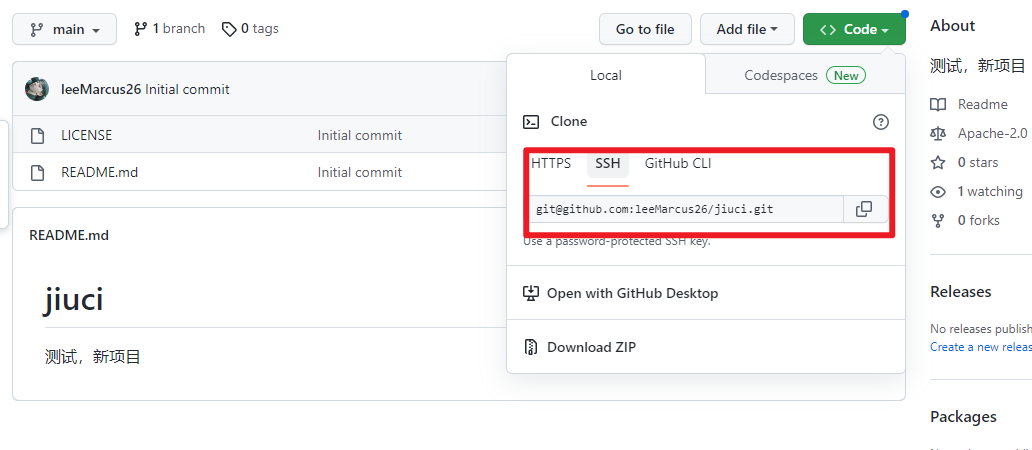 main
1 branch
0 tags
Go to file
Add file
Code
leeMarcus26 Initial commit
LICENSE
Initial commit
README.md
Initial commit
README.md
jiuci
测试，新项目
Local
Codespaces New
Clone
HTTPS
SSH
GitHub CLI
git@github.com:leeMarcus26/jiuci.git
Use a password-protected SSH key.
Open with GitHub Desktop
Download ZIP
About
测试，新项目
Readme
Apache-2.0
0 stars
1 watching
0 forks
Releases
No releases publish
Create a new releas
Packages